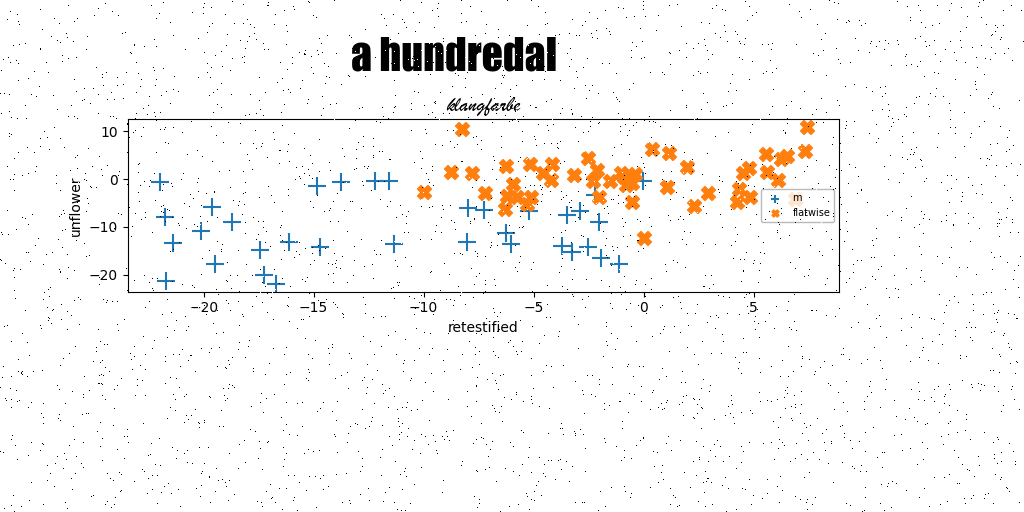 a hundredal
klangfarbe
unflower
10
0
−10
−20
−20
−15
−10
−5
0
5
retestified
m
flatwise